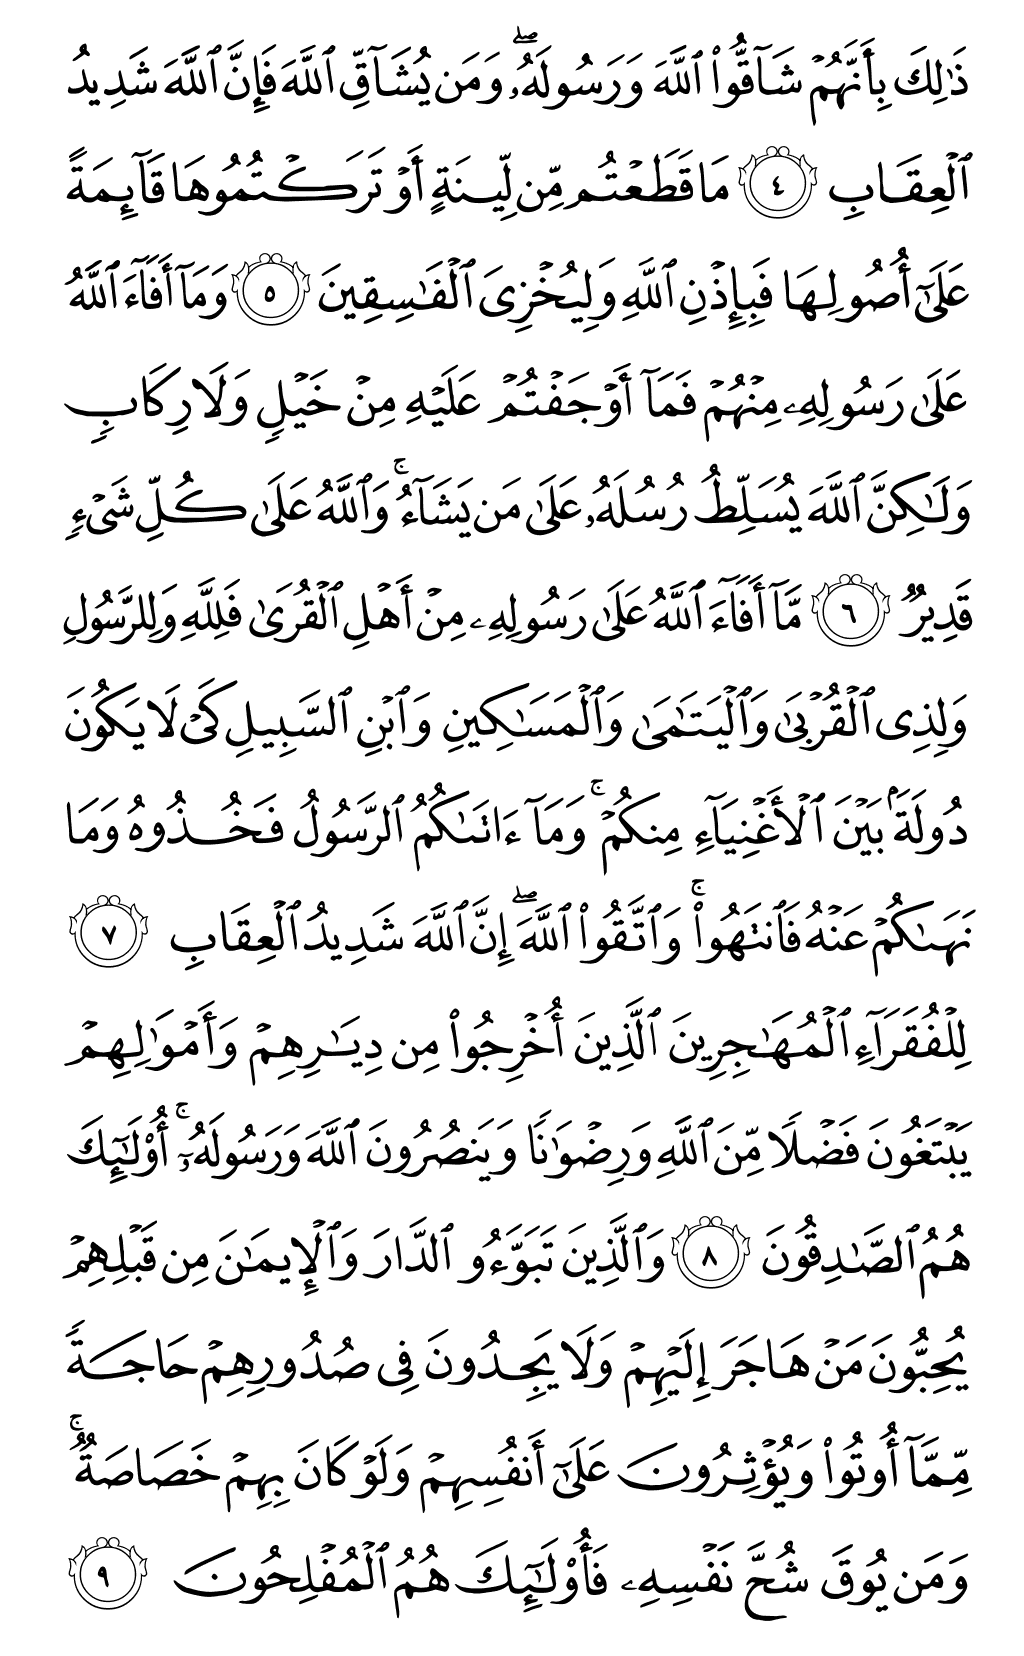 ذَٰلِكَ بِأَنَّهُمۡ شَآقُّواْ ٱللَّهَ وَرَسُولَهُۥۖ وَمَن يُشَآقِّ ٱللَّهَ فَإِنَّ ٱللَّهَ شَدِيدُ
ٱلۡعِقَابِ ٤ مَا قَطَعۡتُم مِّن لِّينَةٍ أَوۡ تَرَكۡتُمُوهَا قَآئِمَةً
عَلَىٰٓ أُصُولِهَا فَبِإِذۡنِ ٱللَّهِ وَلِيُخۡزِيَ ٱلۡفَٰسِقِينَ ٥ وَمَآ أَفَآءَ ٱللَّهُ
عَلَىٰ رَسُولِهِۦ مِنۡهُمۡ فَمَآ أَوۡجَفۡتُمۡ عَلَيۡهِ مِنۡ خَيۡلٖ وَلَا رِكَابٖ
وَلَٰكِنَّ ٱللَّهَ يُسَلِّطُ رُسُلَهُۥ عَلَىٰ مَن يَشَآءُۚ وَٱللَّهُ عَلَىٰ كُلِّ شَيۡءٖ
قَدِيرٞ ٦ مَّآ أَفَآءَ ٱللَّهُ عَلَىٰ رَسُولِهِۦ مِنۡ أَهۡلِ ٱلۡقُرَىٰ فَلِلَّهِ وَلِلرَّسُولِ
وَلِذِي ٱلۡقُرۡبَىٰ وَٱلۡيَتَٰمَىٰ وَٱلۡمَسَٰكِينِ وَٱبۡنِ ٱلسَّبِيلِ كَيۡ لَا يَكُونَ
دُولَةَۢ بَيۡنَ ٱلۡأَغۡنِيَآءِ مِنكُمۡۚ وَمَآ ءَاتَىٰكُمُ ٱلرَّسُولُ فَخُذُوهُ وَمَا
نَهَىٰكُمۡ عَنۡهُ فَٱنتَهُواْۚ وَٱتَّقُواْ ٱللَّهَۖ إِنَّ ٱللَّهَ شَدِيدُ ٱلۡعِقَابِ ٧
لِلۡفُقَرَآءِ ٱلۡمُهَٰجِرِينَ ٱلَّذِينَ أُخۡرِجُواْ مِن دِيَٰرِهِمۡ وَأَمۡوَٰلِهِمۡ
يَبۡتَغُونَ فَضۡلٗا مِّنَ ٱللَّهِ وَرِضۡوَٰنٗا وَيَنصُرُونَ ٱللَّهَ وَرَسُولَهُۥٓۚ أُوْلَٰٓئِكَ
هُمُ ٱلصَّٰدِقُونَ ٨ وَٱلَّذِينَ تَبَوَّءُو ٱلدَّارَ وَٱلۡإِيمَٰنَ مِن قَبۡلِهِمۡ
يُحِبُّونَ مَنۡ هَاجَرَ إِلَيۡهِمۡ وَلَا يَجِدُونَ فِي صُدُورِهِمۡ حَاجَةٗ
مِّمَّآ أُوتُواْ وَيُؤۡثِرُونَ عَلَىٰٓ أَنفُسِهِمۡ وَلَوۡ كَانَ بِهِمۡ خَصَاصَةٞۚ
وَمَن يُوقَ شُحَّ نَفۡسِهِۦ فَأُوْلَٰٓئِكَ هُمُ ٱلۡمُفۡلِحُونَ ٩